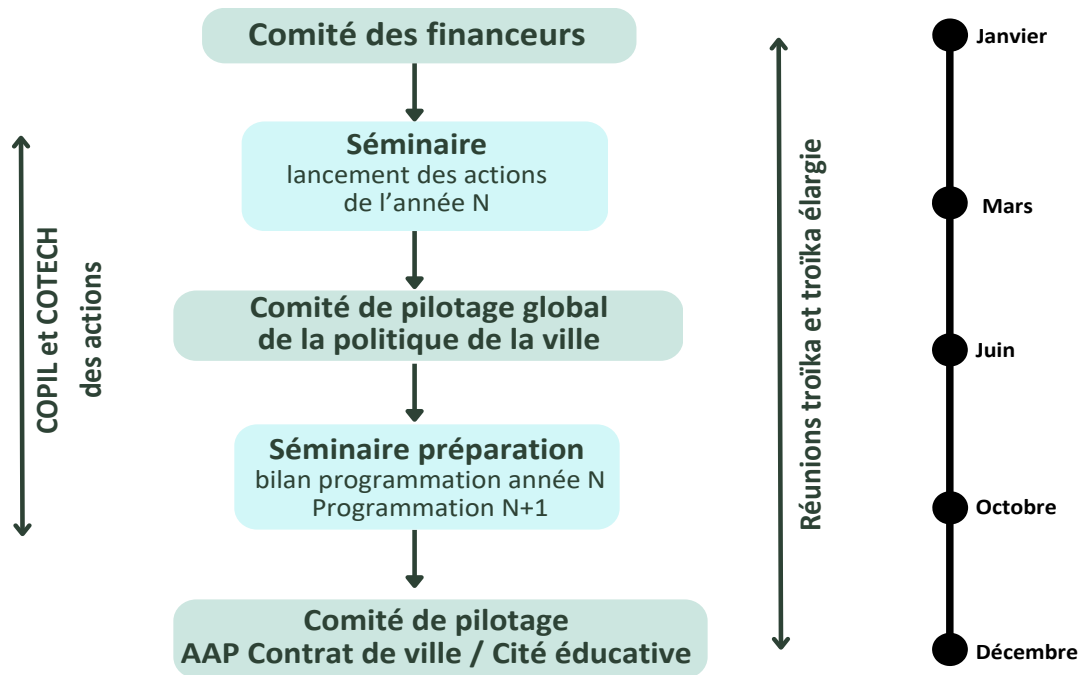 Comité des financeurs
Séminaire
lancement des actions
de l’année N
Comité de pilotage global
de la politique de la ville
Séminaire préparation
bilan programmation année N
Programmation N+1
Comité de pilotage
AAP Contrat de ville / Cité éducative
COPIL et COTECH
des actions
Réunions troïka et troïka élargie
Janvier
Mars
Juin
Octobre
Décembre